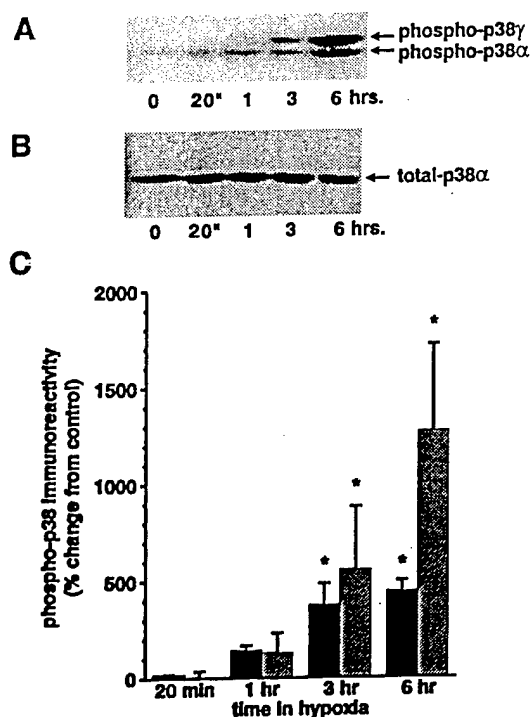 A
phospho-p38γ
phospho-p38α
0 20" 1 3 6 hrs.
B
total-p38α
0 20" 1 3 6 hrs.
C
phospho-p38 Immunoreactivity
(% change from control)
2000
1500
1000
500
0
*
*
*
*
20 min 1 hr 3 hr 6 hr
time in hypoxia